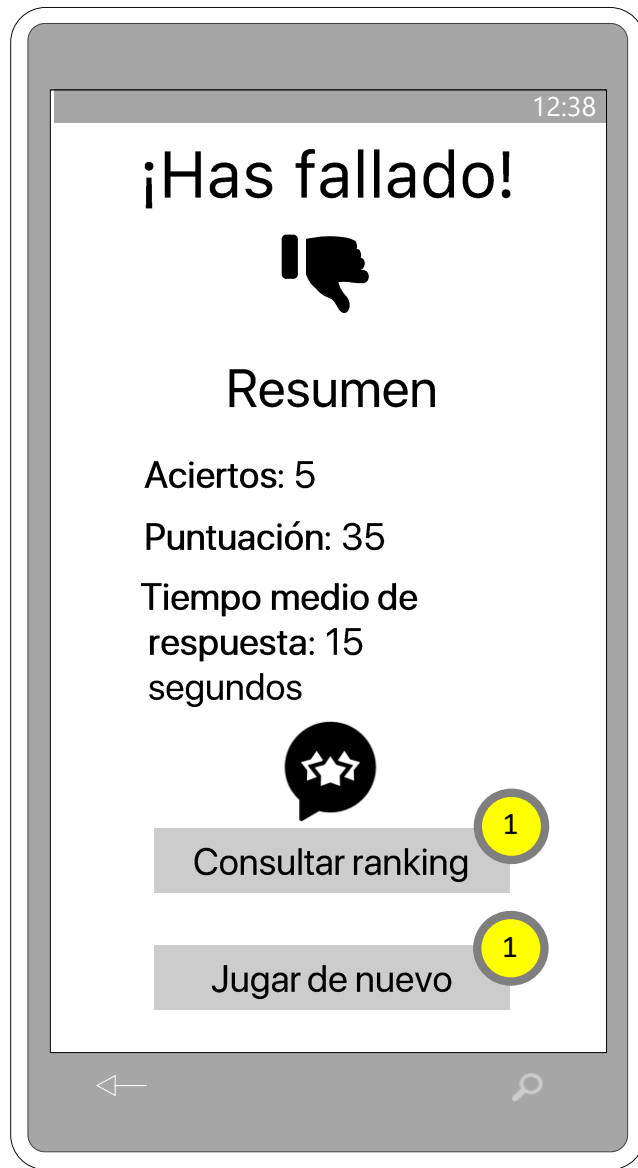 12:38
¡Has fallado!
Resumen
Aciertos: 5
Puntuación: 35
Tiempo medio de
respuesta: 15
segundos
1
Consultar ranking
1
Jugar de nuevo